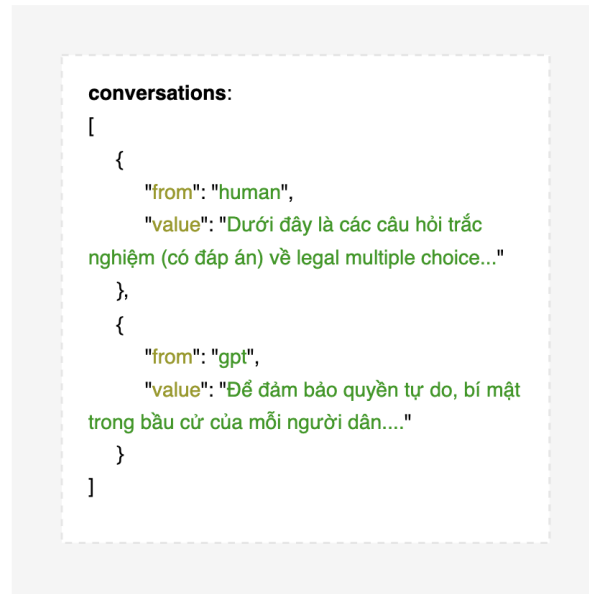 conversations:
[
{
"from": "human",
"value": "Dưới đây là các câu hỏi trắc
nghiệm (có đáp án) về legal multiple choice..."
},
{
"from": "gpt",
"value": "Để đảm bảo quyền tự do, bí mật
trong bầu cử của mỗi người dân...."
}
]